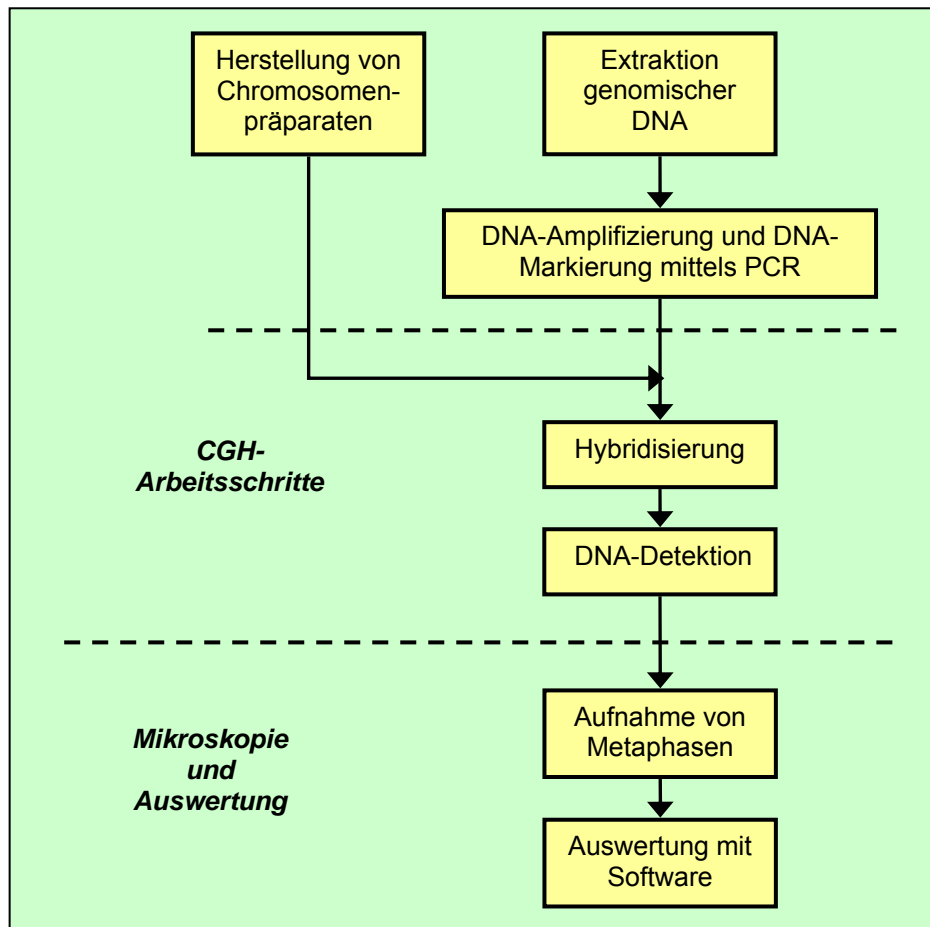 Herstellung von
Chromosomen-
präparaten
Extraktion
genomischer
DNA
DNA-Amplifizierung und DNA-
Markierung mittels PCR
CGH-
Arbeitsschritte
Hybridisierung
DNA-Detektion
Mikroskopie
und
Auswertung
Aufnahme von
Metaphasen
Auswertung mit
Software